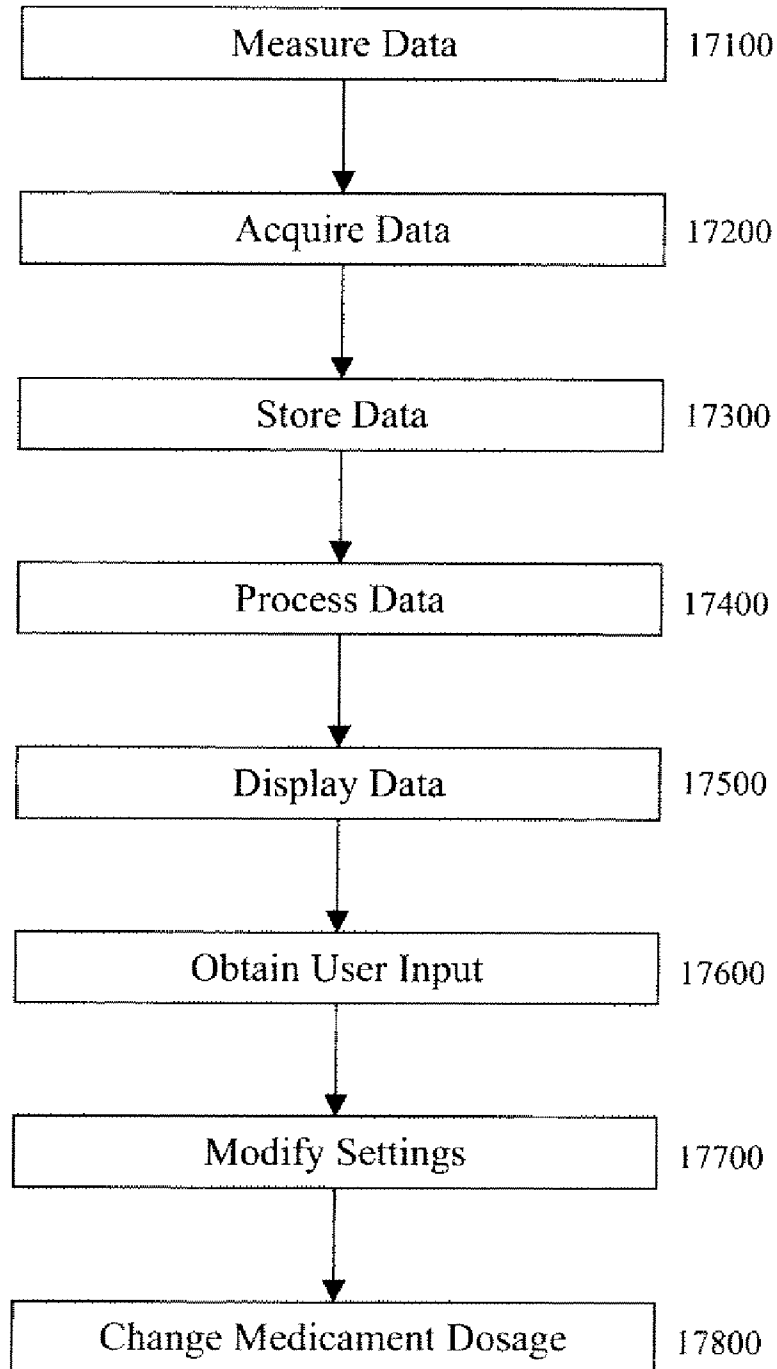 Measure Data 17100
Acquire Data 17200
Store Data 17300
Process Data 17400
Display Data 17500
Obtain User Input 17600
Modify Settings 17700
Change Medicament Dosage 17800